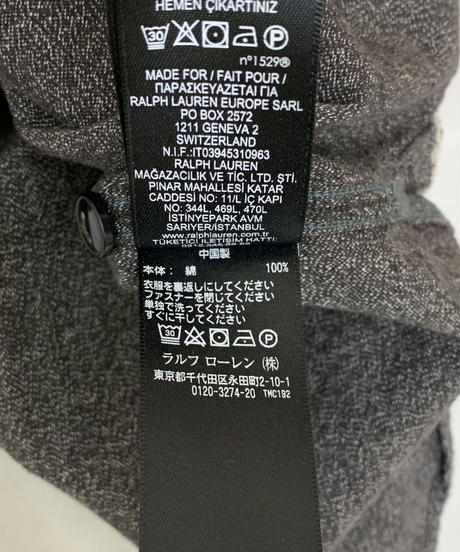 HEMEN ÇIKARTINIZ
30
nº1529®
MADE FOR / FAIT POUR /
ΠΑΡΑΣΚΕΥΑΖΕΤΑΙ ΓΙΑ
RALPH LAUREN EUROPE SARL
PO BOX 2572
1211 GENEVA 2
SWITZERLAND
N.I.F.:IT03945310963
RALPH LAUREN
MAĞAZACILIK VE TİC. LTD. STİ.
PINAR MAHALLESİ KATAR
CADDESİ NO: 11/L İÇ KAPI
NO: 344L, 469L, 470L
İSTİNYEPARK AVM
SARIYER/İSTANBUL
www.ralphlauren.com.tr
TÜKETİCİ İLETİŞİM HATTI:
中国製
本体: 綿 100%
衣服を裏返しにしてください
ファスナーを閉じてください
単独で洗ってください
すぐに干してください
30
ラルフ ローレン (株)
東京都千代田区永田町2-10-1
0120-3274-20 TMC192